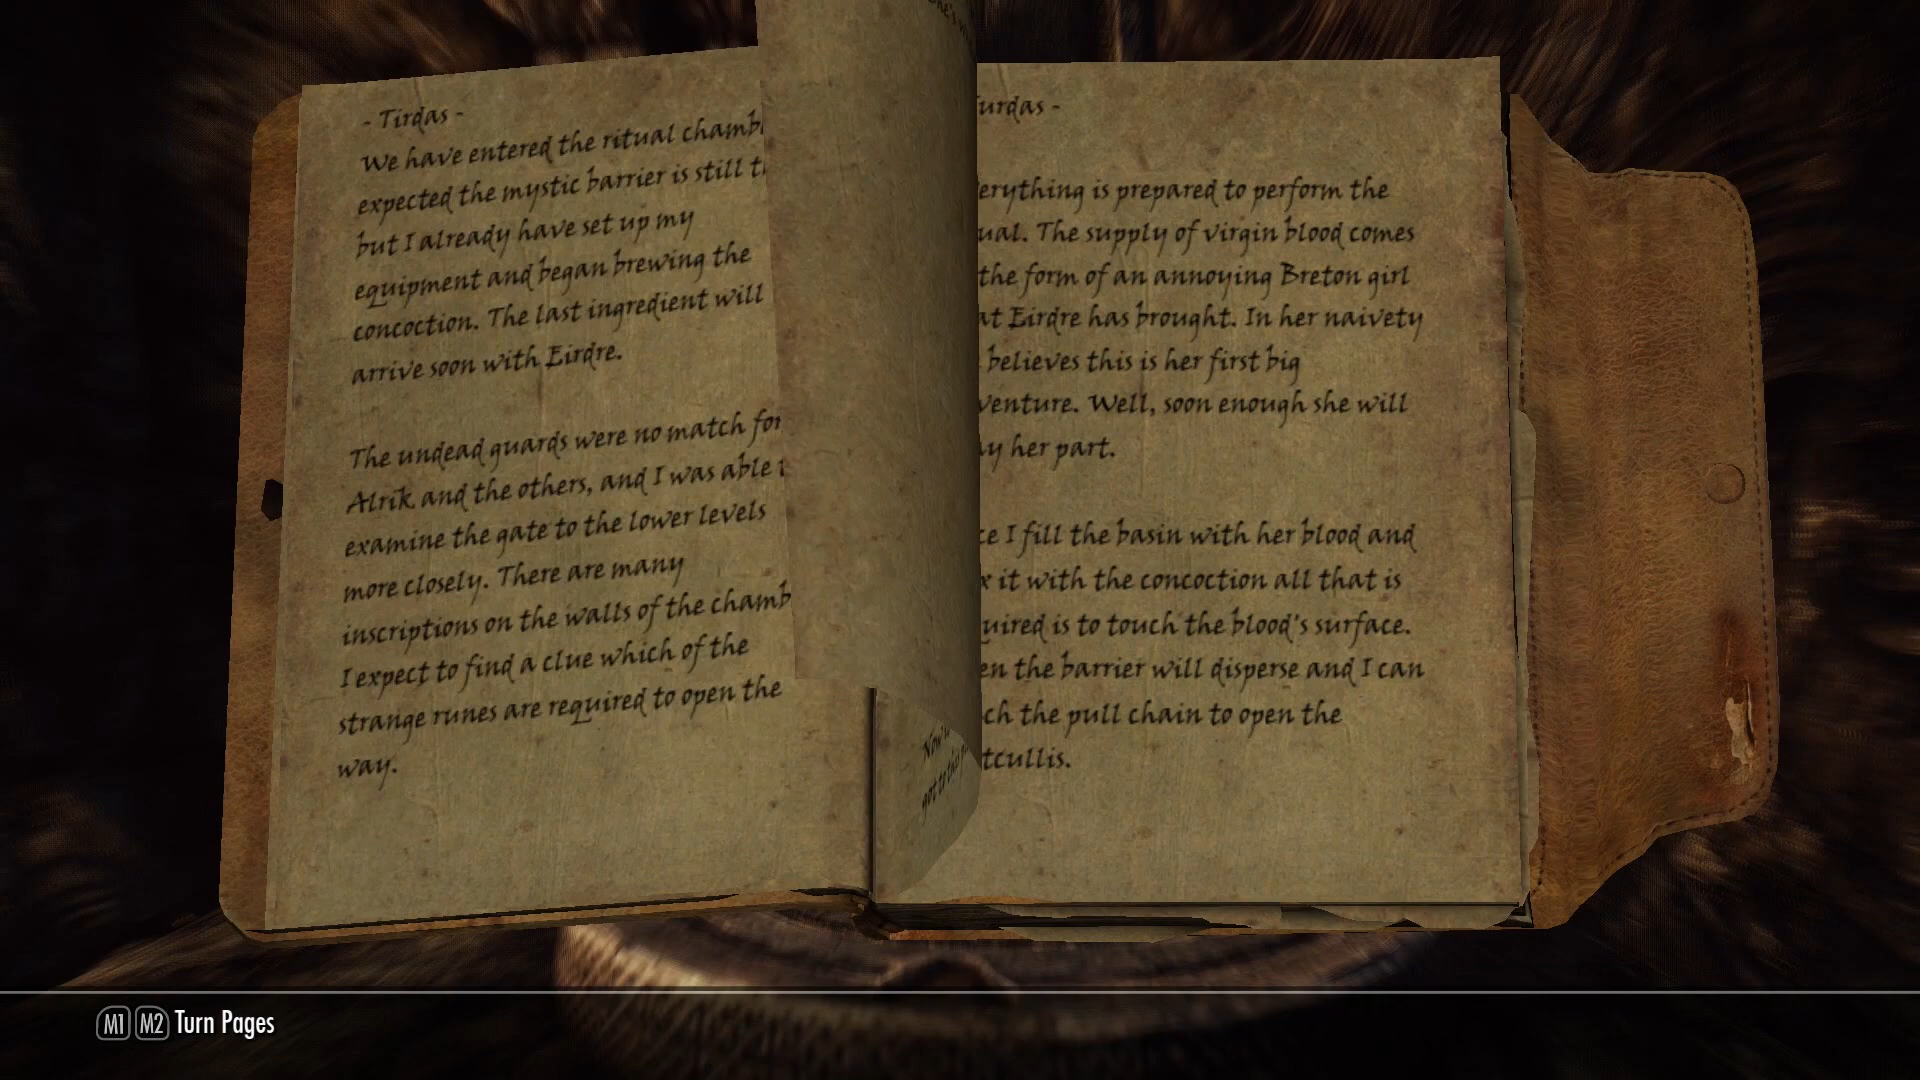 - Tirdas -
We have entered the ritual chamb
expected the mystic barrier is still t
but I already have set up my
equipment and began brewing the
concoction. The last ingredient will
arrive soon with Eirdre.
The undead guards were no match for
Alrik and the others, and I was able t
examine the gate to the lower levels
more closely. There are many
inscriptions on the walls of the chamb
I expect to find a clue which of the
strange runes are required to open the
way.
Now
got to this
urdas -
erything is prepared to perform the
ual. The supply of virgin blood comes
the form of an annoying Breton girl
at Eirdre has brought. In her naivety
believes this is her first big
venture. Well, soon enough she will
ay her part.
ce I fill the basin with her blood and
x it with the concoction all that is
uired is to touch the blood's surface.
en the barrier will disperse and I can
ch the pull chain to open the
tcullis.
M1 M2 Turn Pages